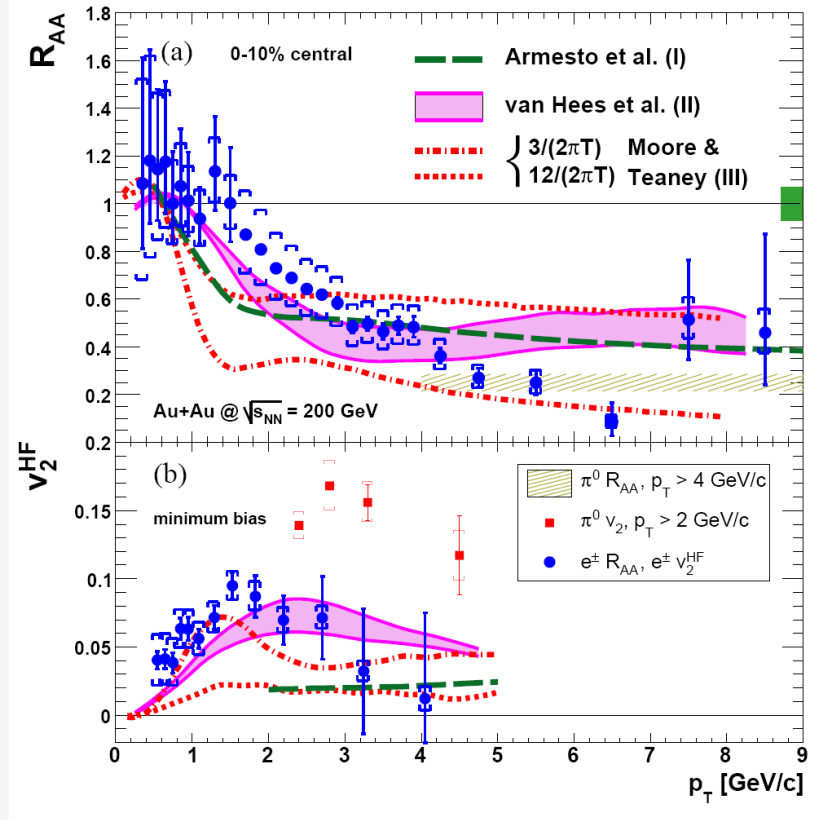 R_AA
1.8
1.6
1.4
1.2
1
0.8
0.6
0.4
0.2
(a)
0-10% central
Armesto et al. (I)
van Hees et al. (II)
3/(2πT) Moore &
12/(2πT) Teaney (III)
Au+Au @ √s_NN = 200 GeV
v_2^HF
0.2
0.15
0.1
0.05
0
(b)
minimum bias
π⁰ R_AA, p_T > 4 GeV/c
π⁰ v_2, p_T > 2 GeV/c
e± R_AA, e± v_2^HF
0 1 2 3 4 5 6 7 8 9
p_T [GeV/c]